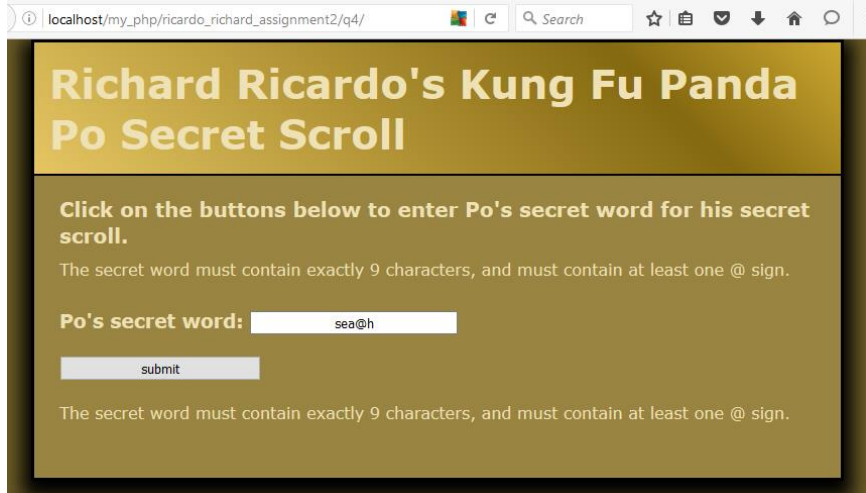 localhost/my_php/ricardo_richard_assignment2/q4/
Search
Richard Ricardo's Kung Fu Panda
Po Secret Scroll
Click on the buttons below to enter Po's secret word for his secret
scroll.
The secret word must contain exactly 9 characters, and must contain at least one @ sign.
Po's secret word: sea@h
submit
The secret word must contain exactly 9 characters, and must contain at least one @ sign.